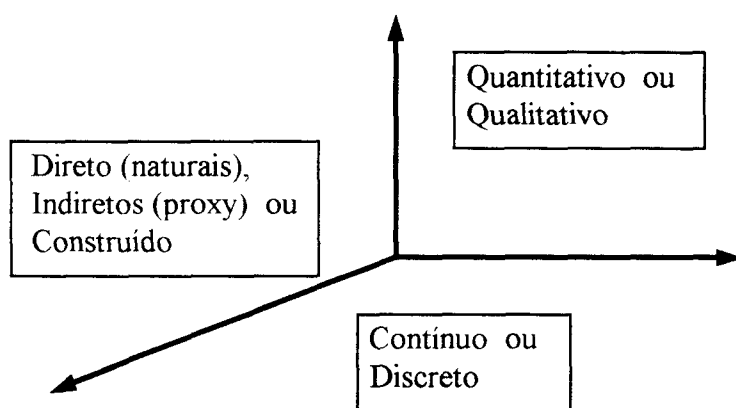 Quantitativo ou
Qualitativo
Direto (naturais),
Indiretos (proxy) ou
Construído
Contínuo ou
Discreto